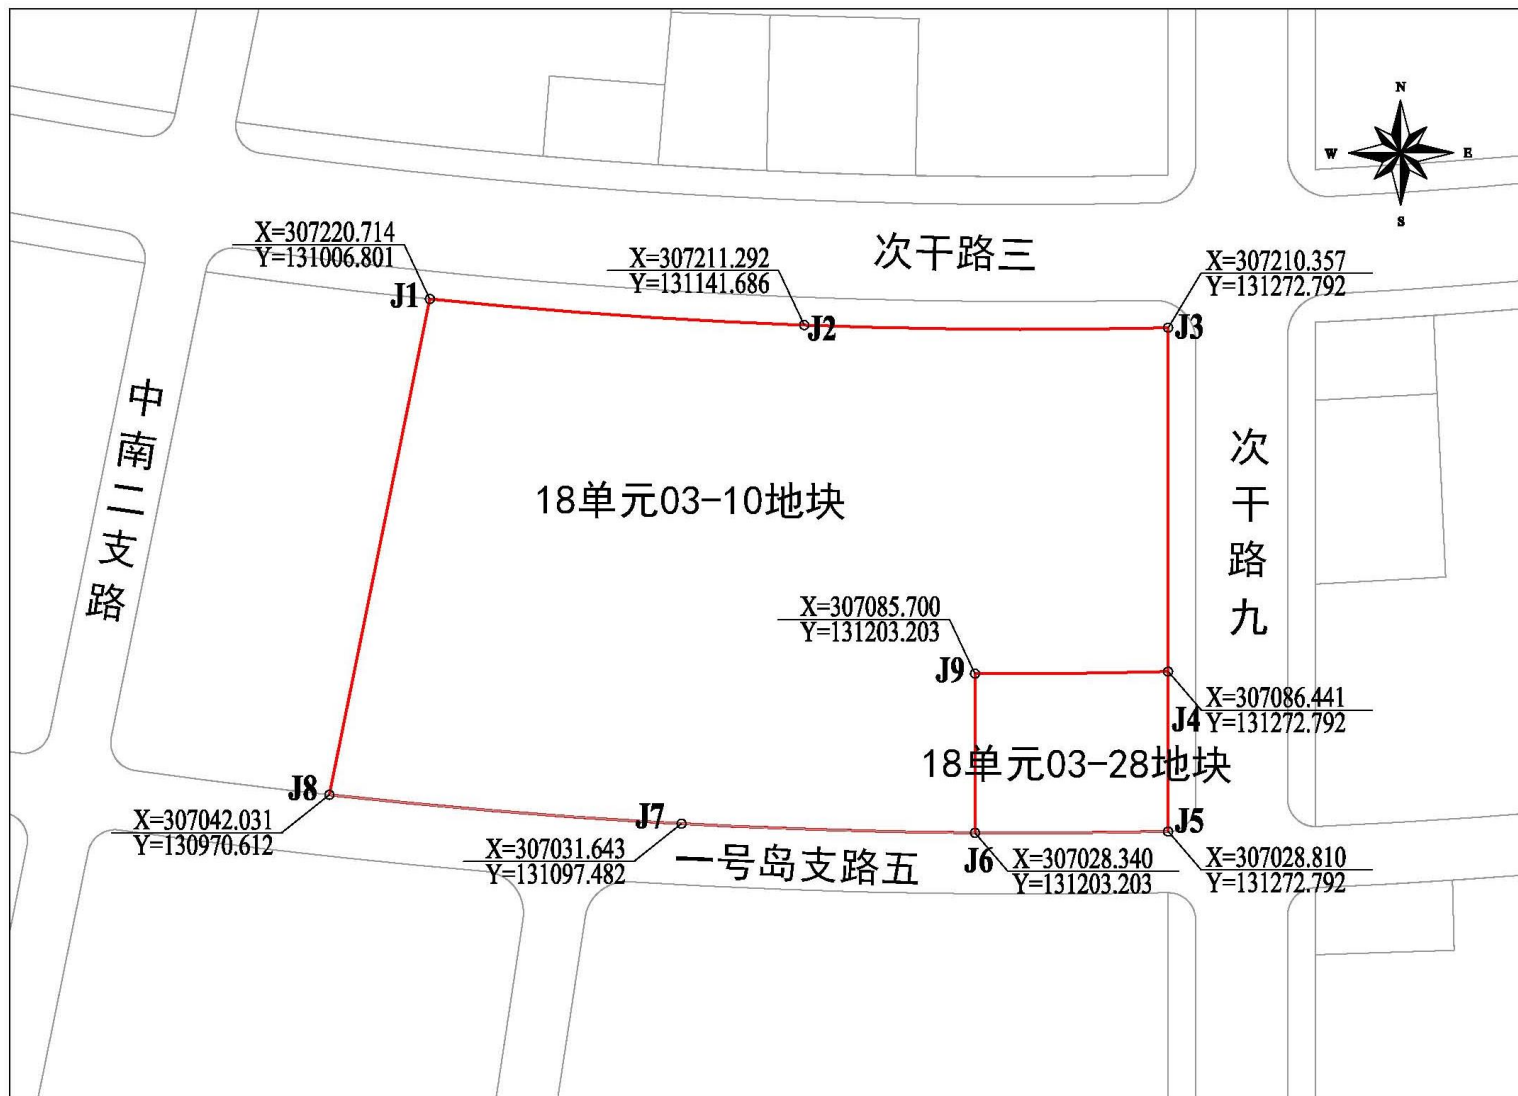 N
W
E
S
X=307220.714
Y=131006.801
J1
X=307211.292
Y=131141.686
J2
次干路三
X=307210.357
Y=131272.792
J3
中南二支路
18单元03-10地块
次干路九
X=307085.700
Y=131203.203
J9
X=307086.441
Y=131272.792
J4
18单元03-28地块
J8
X=307042.031
Y=130970.612
J7
X=307031.643
Y=131097.482
一号岛支路五
J6
X=307028.340
Y=131203.203
J5
X=307028.810
Y=131272.792